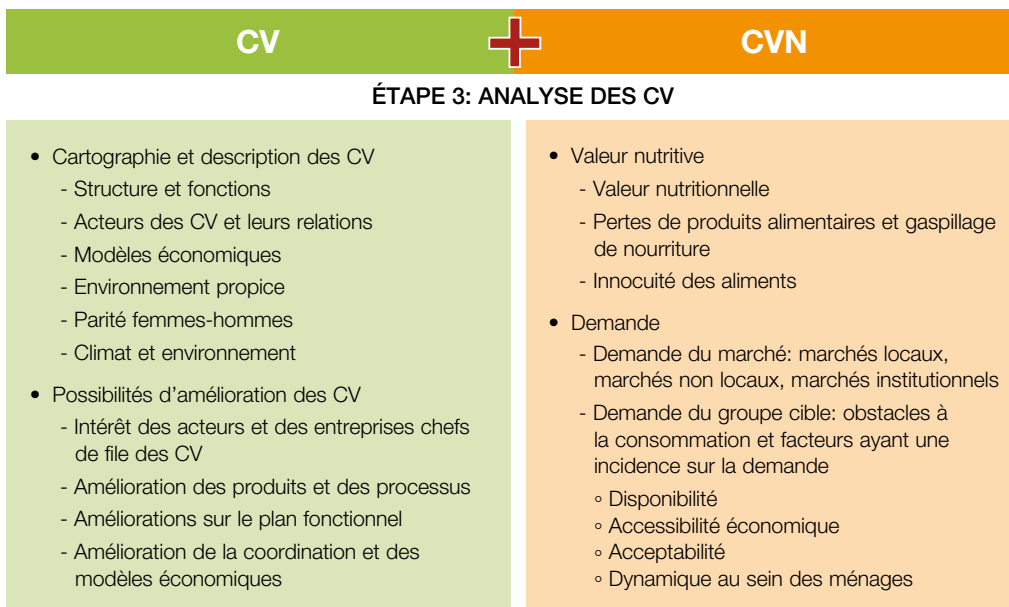 CV
CVN
ÉTAPE 3: ANALYSE DES CV
• Cartographie et description des CV
- Structure et fonctions
- Acteurs des CV et leurs relations
- Modèles économiques
- Environnement propice
- Parité femmes-hommes
- Climat et environnement
• Possibilités d’amélioration des CV
- Intérêt des acteurs et des entreprises chefs
de file des CV
- Amélioration des produits et des processus
- Améliorations sur le plan fonctionnel
- Amélioration de la coordination et des
modèles économiques
• Valeur nutritive
- Valeur nutritionnelle
- Pertes de produits alimentaires et gaspillage
de nourriture
- Innocuité des aliments
• Demande
- Demande du marché: marchés locaux,
marchés non locaux, marchés institutionnels
- Demande du groupe cible: obstacles à
la consommation et facteurs ayant une
incidence sur la demande
◦ Disponibilité
◦ Accessibilité économique
◦ Acceptabilité
◦ Dynamique au sein des ménages